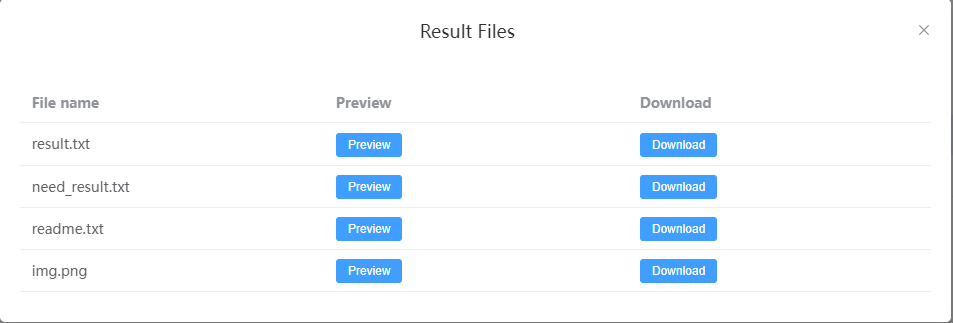 Result Files
File name Preview Download
result.txt Preview Download
need_result.txt Preview Download
readme.txt Preview Download
img.png Preview Download